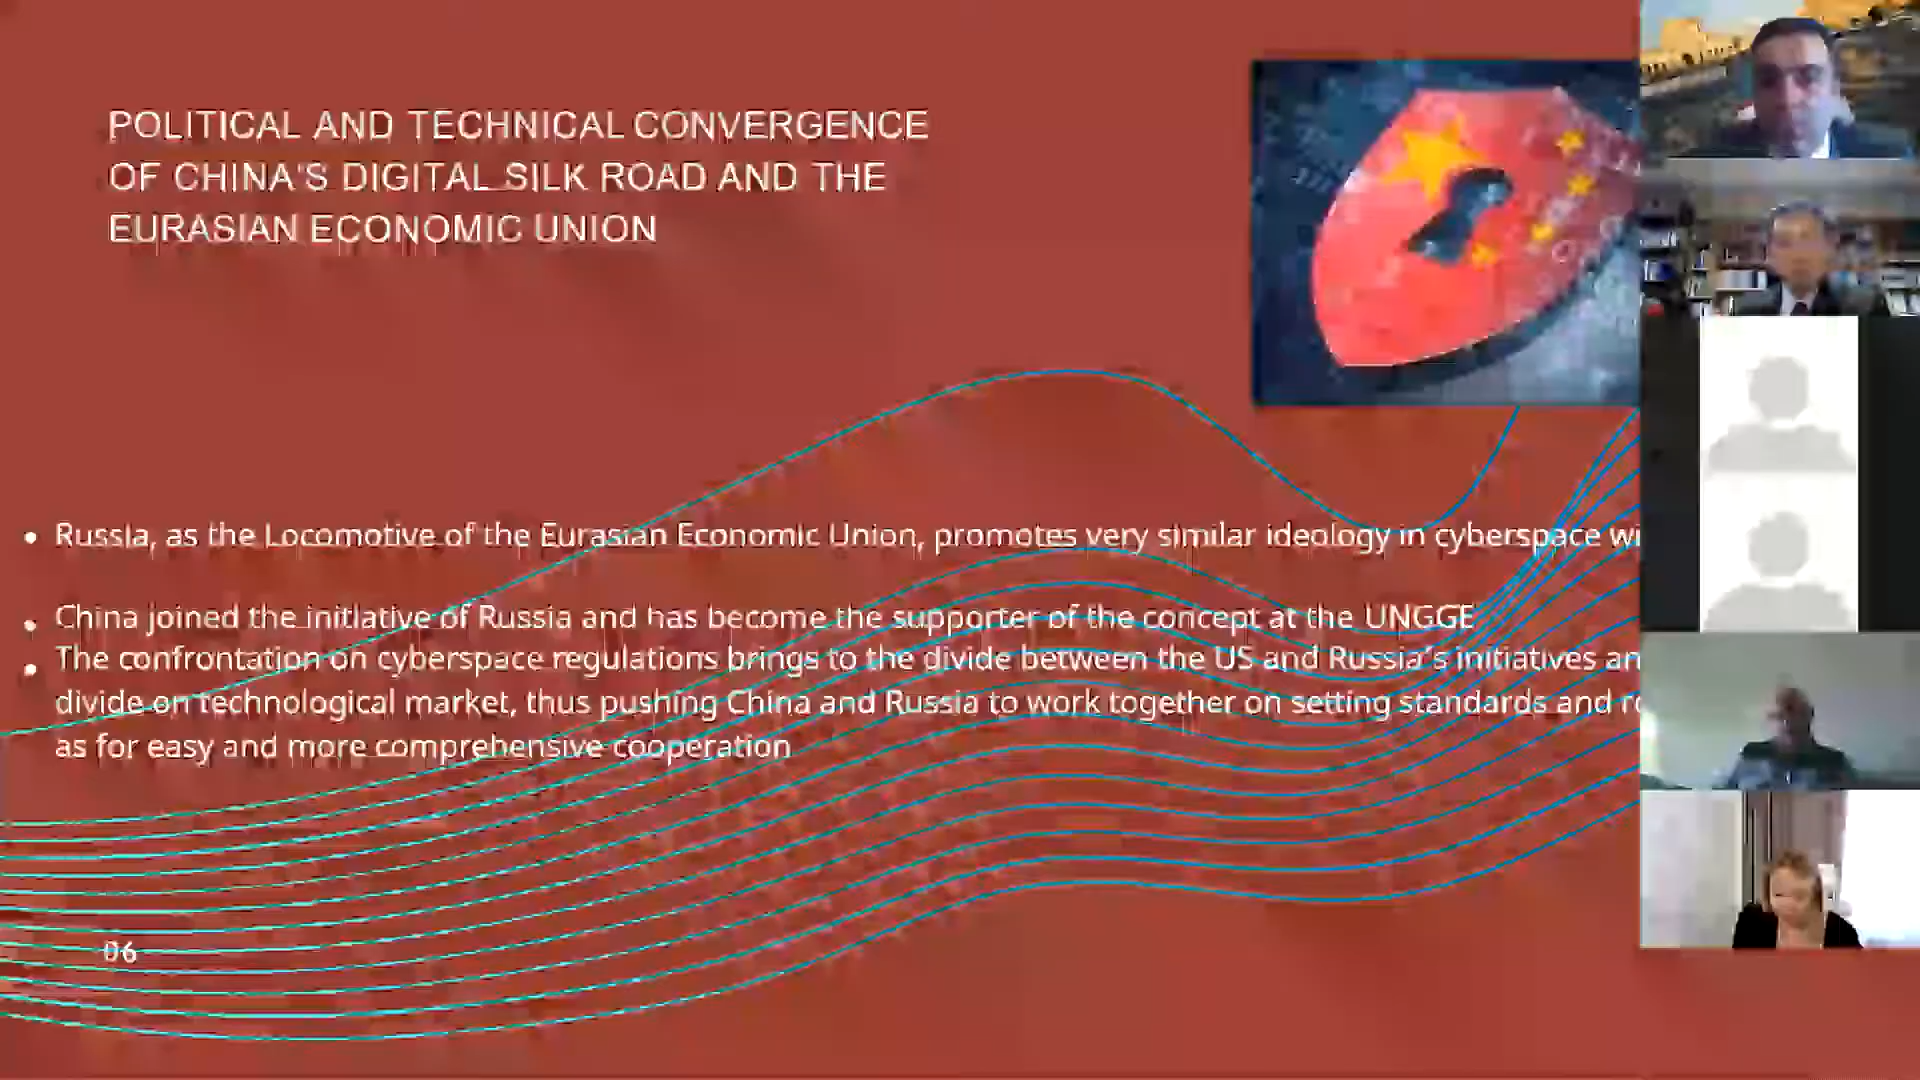 POLITICAL AND TECHNICAL CONVERGENCE
OF CHINA'S DIGITAL SILK ROAD AND THE
EURASIAN ECONOMIC UNION
• Russia, as the Locomotive of the Eurasian Economic Union, promotes very similar ideology in cyberspace
• China joined the initiative of Russia and has become the supporter of the concept at the UNGGE
• The confrontation on cyberspace regulations brings to the divide between the US and Russia's initiatives
divide on technological market, thus pushing China and Russia to work together on setting standards and
as for easy and more comprehensive cooperation
06